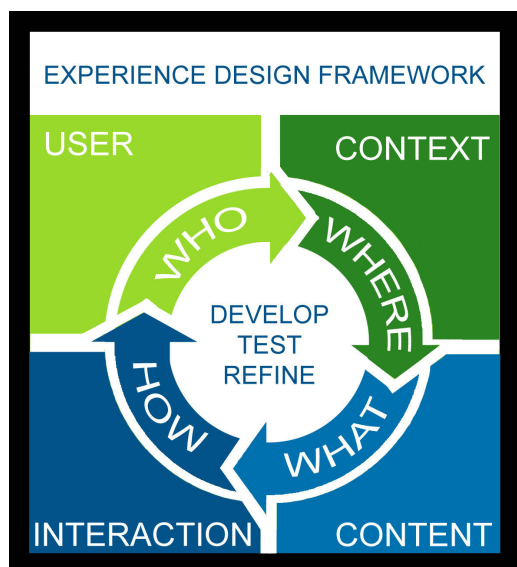 EXPERIENCE DESIGN FRAMEWORK
USER
CONTEXT
WHO
WHERE
DEVELOP
TEST
REFINE
HOW
WHAT
INTERACTION
CONTENT